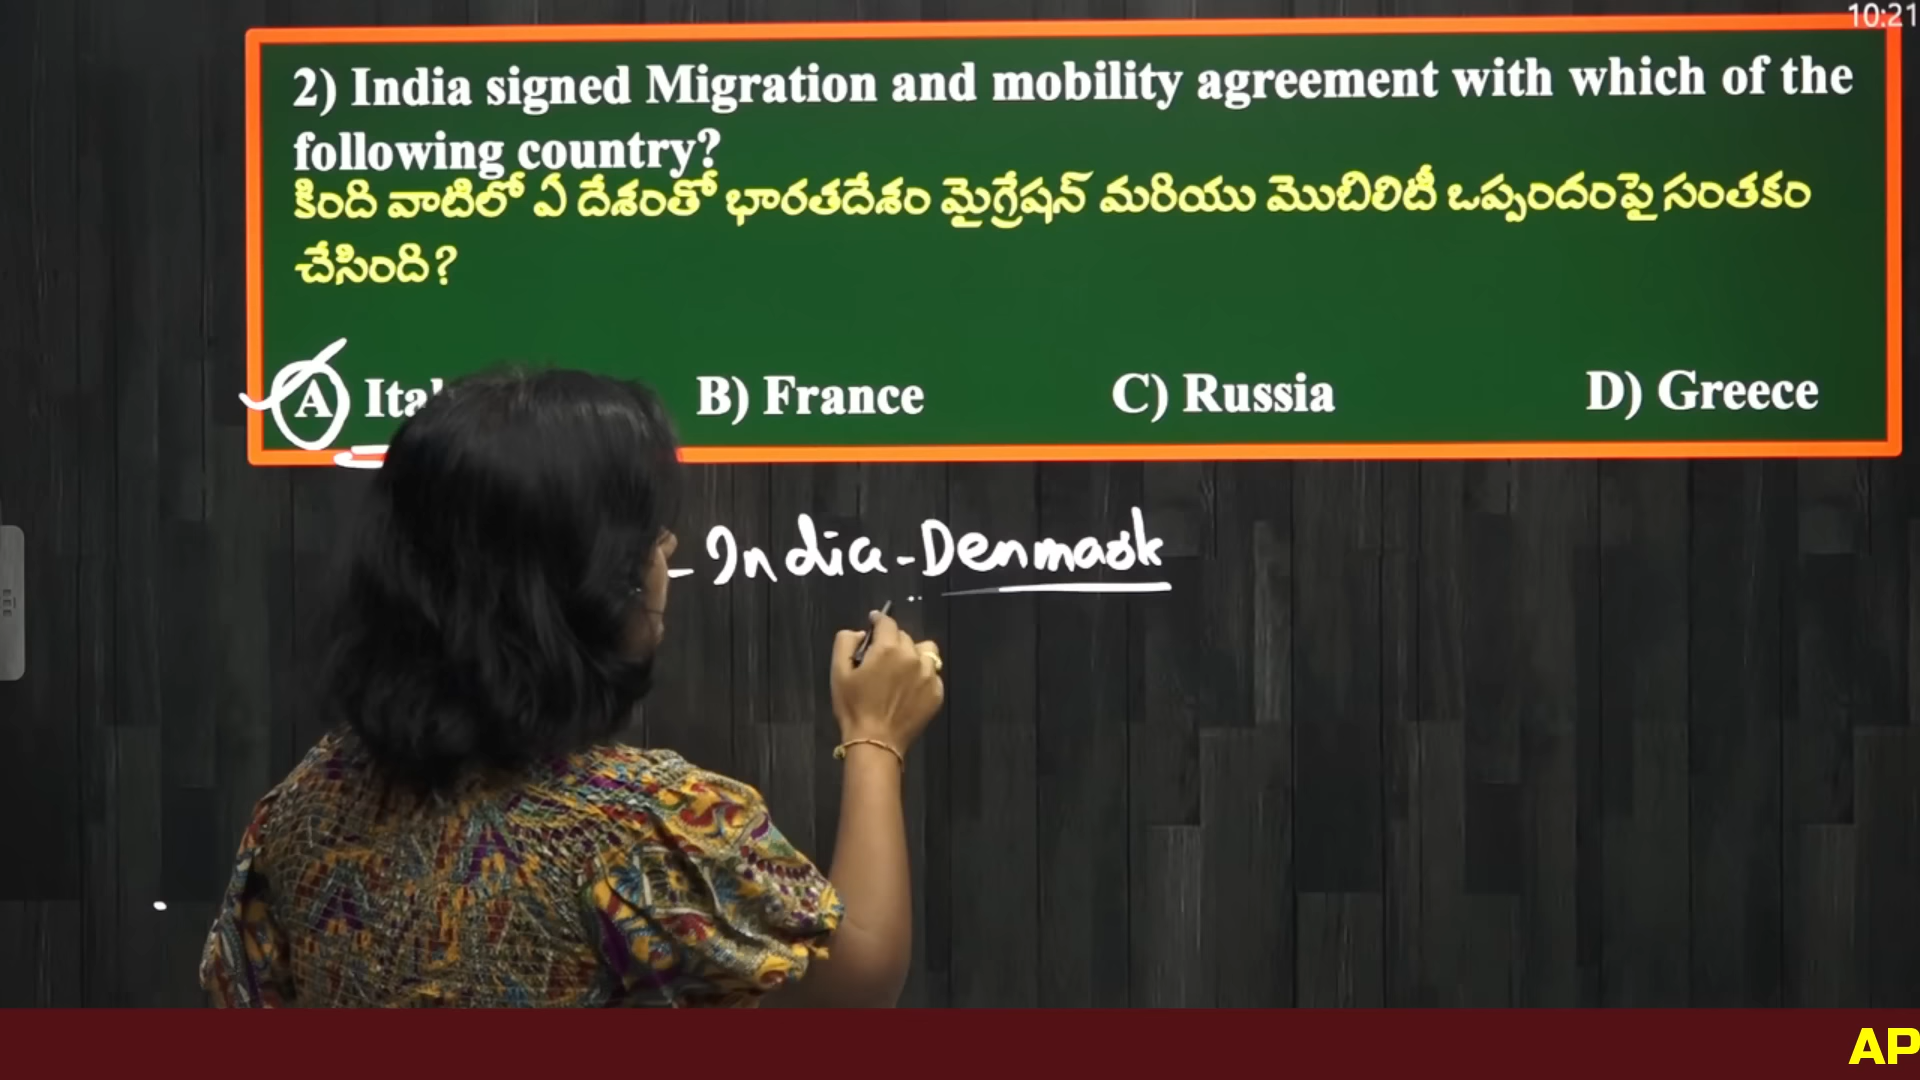 10:21
2) India signed Migration and mobility agreement with which of the
following country?
కింది వాటిలో ఏ దేశంతో భారతదేశం మైగ్రేషన్ మరియు మొబిలిటీ ఒప్పందంపై సంతకం
చేసింది?
A) B) France C) Russia D) Greece
- India - Denmark
AP